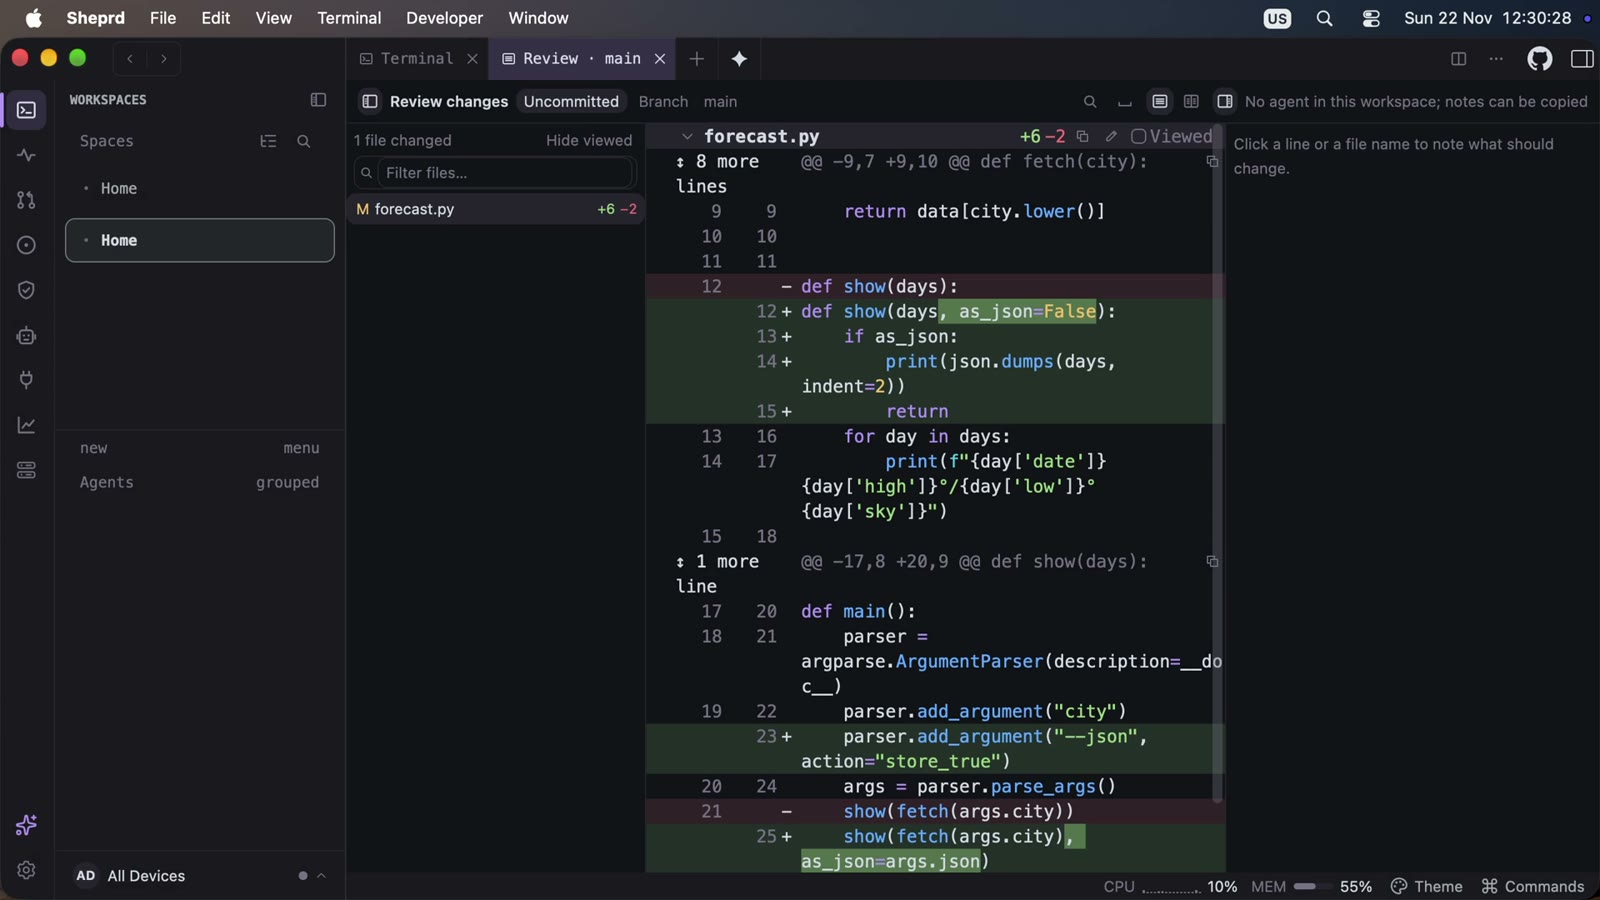 Sheprd File Edit View Terminal Developer Window US Sun 22 Nov 12:30:28
Terminal Review · main
WORKSPACES
Review changes Uncommitted Branch main No agent in this workspace; notes can be copied
Spaces
1 file changed Hide viewed
Filter files...
M forecast.py +6 −2
Home
Home
new menu
Agents grouped
AD All Devices
forecast.py +6 −2 Viewed
↕ 8 more @@ −9,7 +9,10 @@ def fetch(city):
lines
9 9 return data[city.lower()]
10 10
11 11
12 − def show(days):
12 + def show(days, as_json=False):
13 + if as_json:
14 + print(json.dumps(days,
indent=2))
15 + return
13 16 for day in days:
14 17 print(f"{day['date']}
{day['high']}°/{day['low']}°
{day['sky']}")
15 18
↕ 1 more @@ −17,8 +20,9 @@ def show(days):
line
17 20 def main():
18 21 parser =
argparse.ArgumentParser(description=__do
c__)
19 22 parser.add_argument("city")
23 + parser.add_argument("--json",
action="store_true")
20 24 args = parser.parse_args()
21 − show(fetch(args.city))
25 + show(fetch(args.city),
as_json=args.json)
Click a line or a file name to note what should
change.
CPU 10% MEM 55% Theme ⌘ Commands